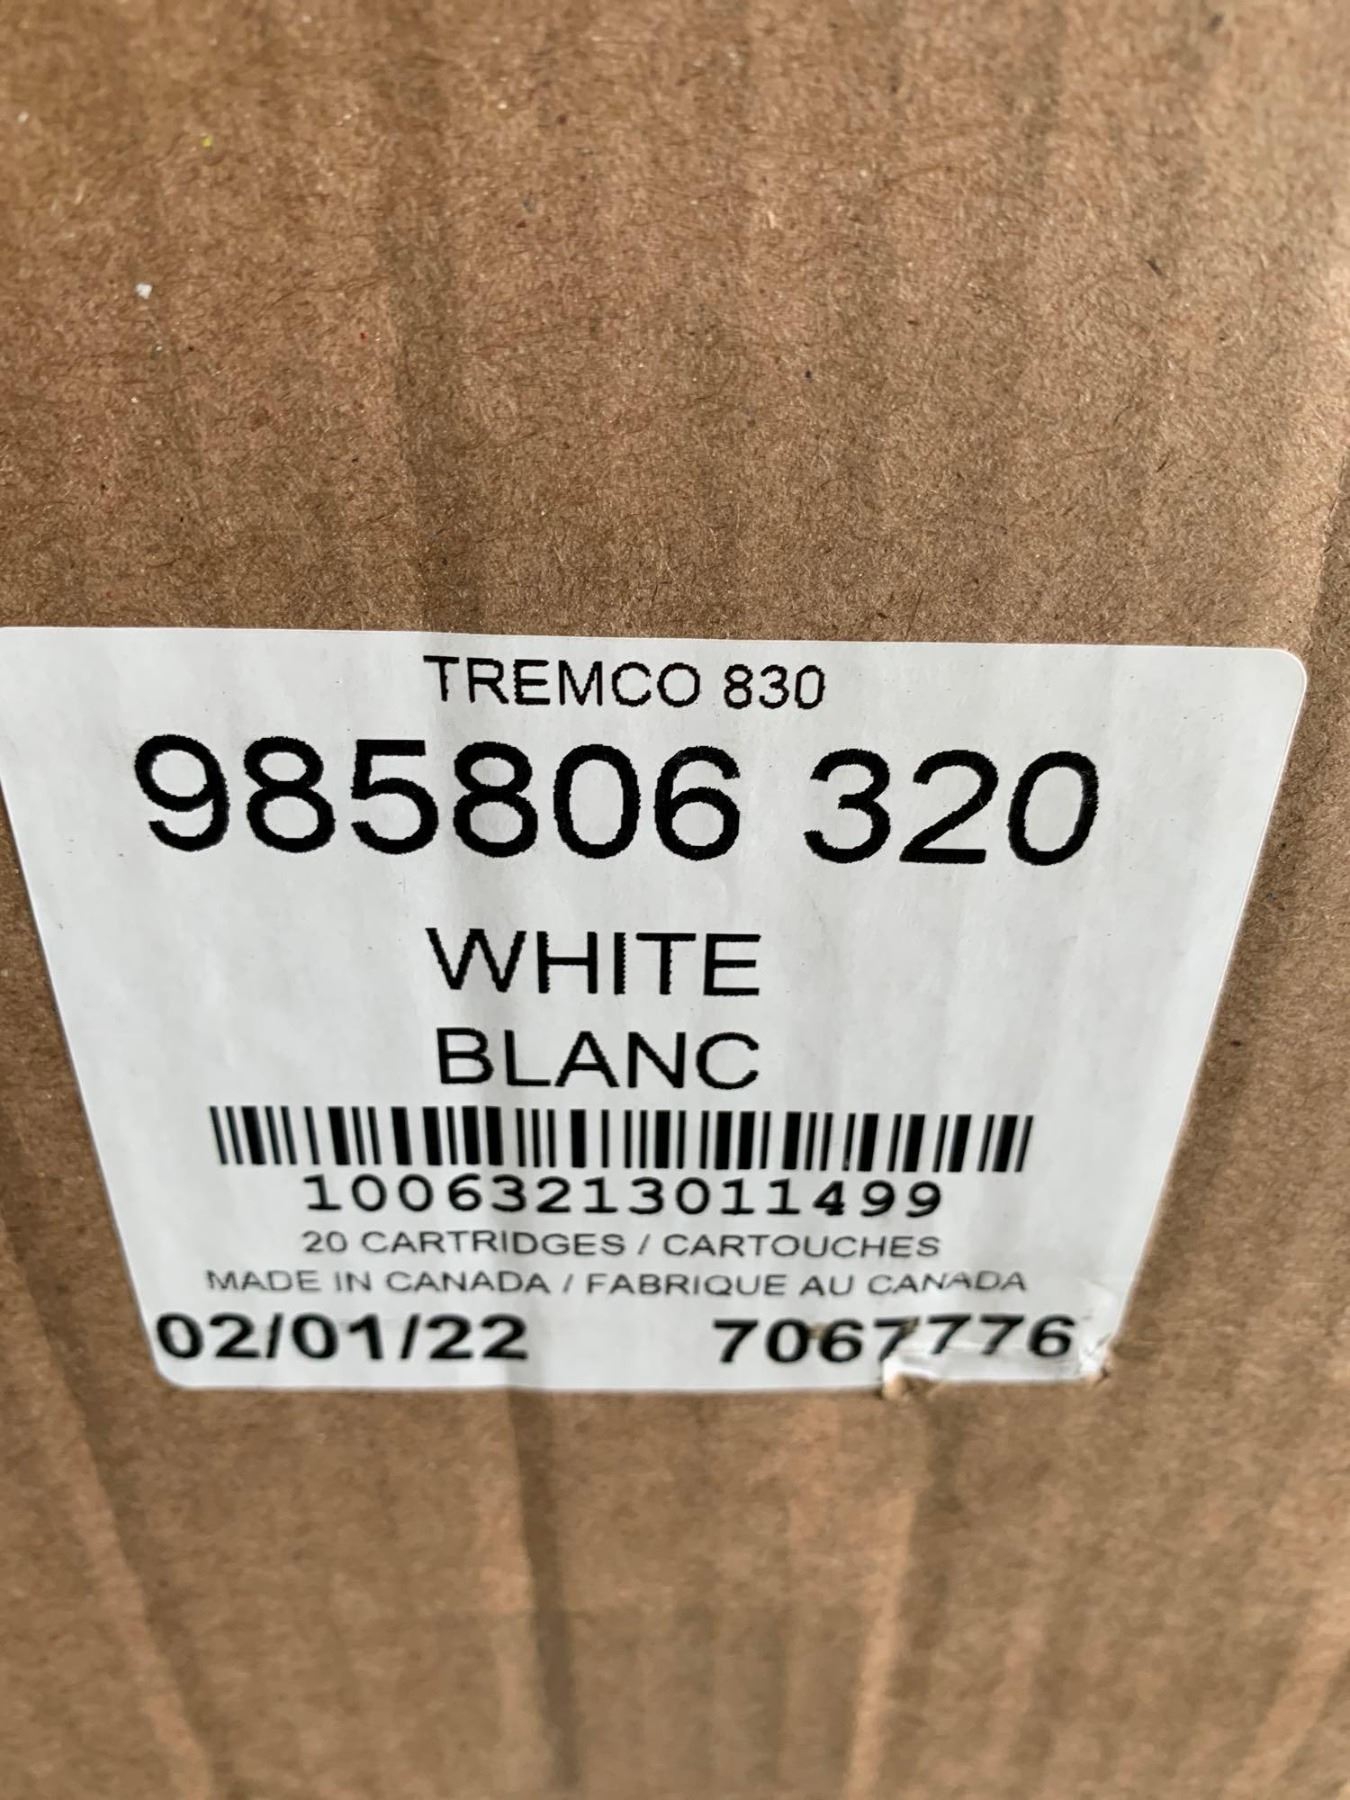 TREMCO 830
985806 320
WHITE
BLANC
10063213011499
20 CARTRIDGES / CARTOUCHES
MADE IN CANADA / FABRIQUE AU CANADA
02/01/22 7067776